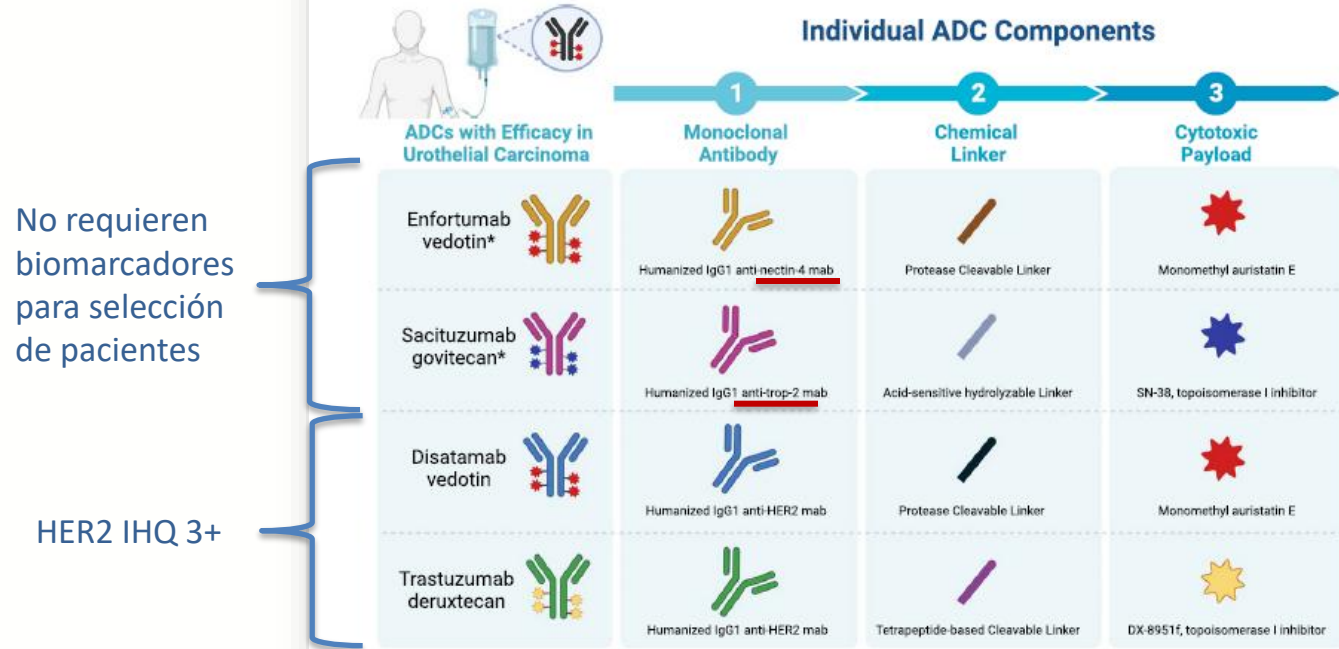 Individual ADC Components
1
2
3
ADCs with Efficacy in
Urothelial Carcinoma
Monoclonal
Antibody
Chemical
Linker
Cytotoxic
Payload
No requieren
biomarcadores
para selección
de pacientes
Enfortumab
vedotin*
Humanized IgG1 anti-nectin-4 mab
Protease Cleavable Linker
Monomethyl auristatin E
Sacituzumab
govitecan*
Humanized IgG1 anti-trop-2 mab
Acid-sensitive hydrolyzable Linker
SN-38, topoisomerase I inhibitor
HER2 IHQ 3+
Disatamab
vedotin
Humanized IgG1 anti-HER2 mab
Protease Cleavable Linker
Monomethyl auristatin E
Trastuzumab
deruxtecan
Humanized IgG1 anti-HER2 mab
Tetrapeptide-based Cleavable Linker
DX-8951f, topoisomerase I inhibitor